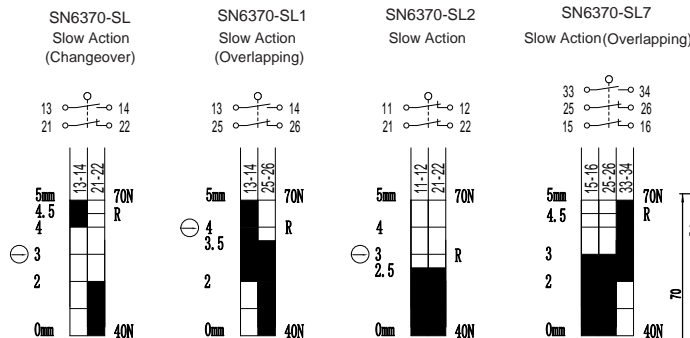 SN6370-SL
Slow Action
(Changeover)
13 14
21 22
13-14 21-22
5mm 70N
4.5 R
4
3
2
0mm 40N
SN6370-SL1
Slow Action
(Overlapping)
13 14
25 26
13-14 25-26
5mm 70N
4 R
3.5
2
0mm 40N
SN6370-SL2
Slow Action
11 12
21 22
11-12 21-22
5mm 70N
4
3 R
2.5
0mm 40N
SN6370-SL7
Slow Action(Overlapping)
33 34
25 26
15 16
15-16 25-26 33-34
5mm 70N
4.5 R
3
2
0mm 40N
70